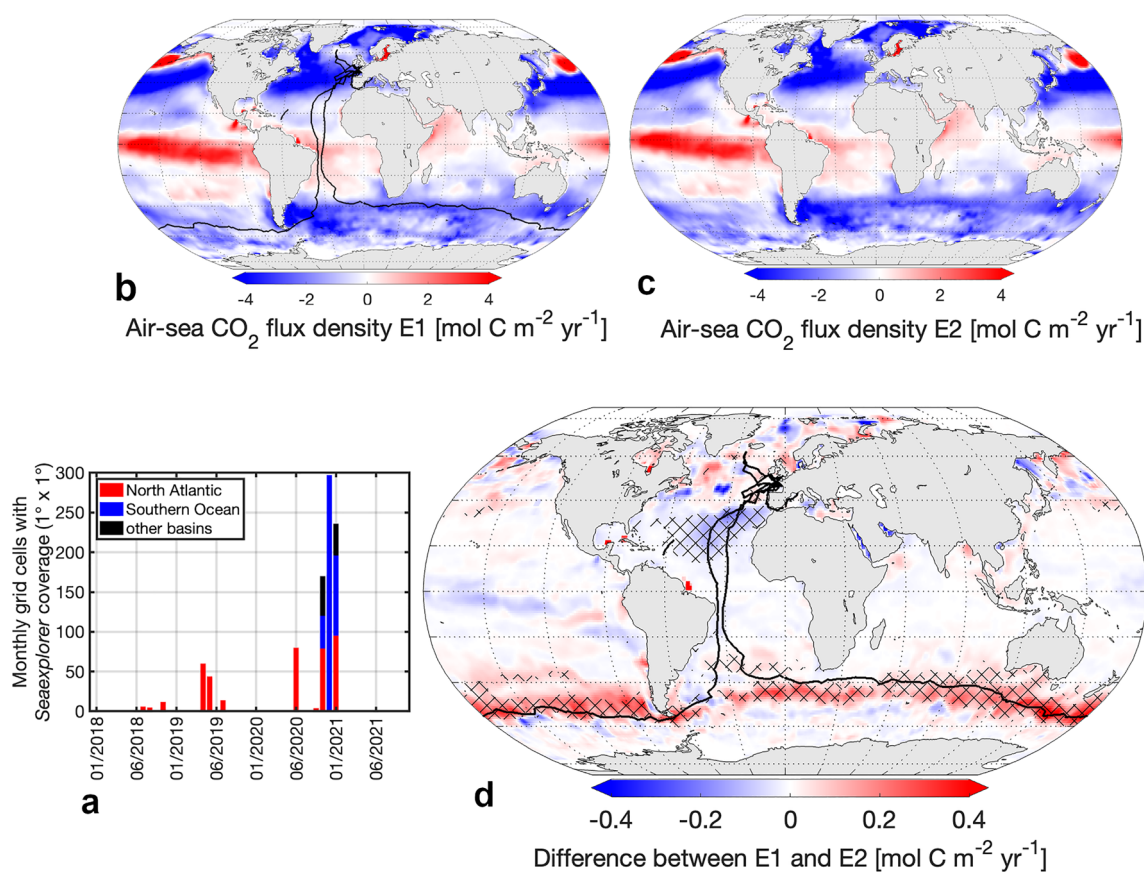 b
-4 -2 0 2 4
Air-sea CO₂ flux density E1 [mol C m⁻² yr⁻¹]
c
-4 -2 0 2 4
Air-sea CO₂ flux density E2 [mol C m⁻² yr⁻¹]
Monthly grid cells with
Seaexplorer coverage (1° x 1°)
300
250
200
150
100
50
0
North Atlantic
Southern Ocean
other basins
01/2018
06/2018
01/2019
06/2019
01/2020
06/2020
01/2021
06/2021
a
d
-0.4 -0.2 0 0.2 0.4
Difference between E1 and E2 [mol C m⁻² yr⁻¹]